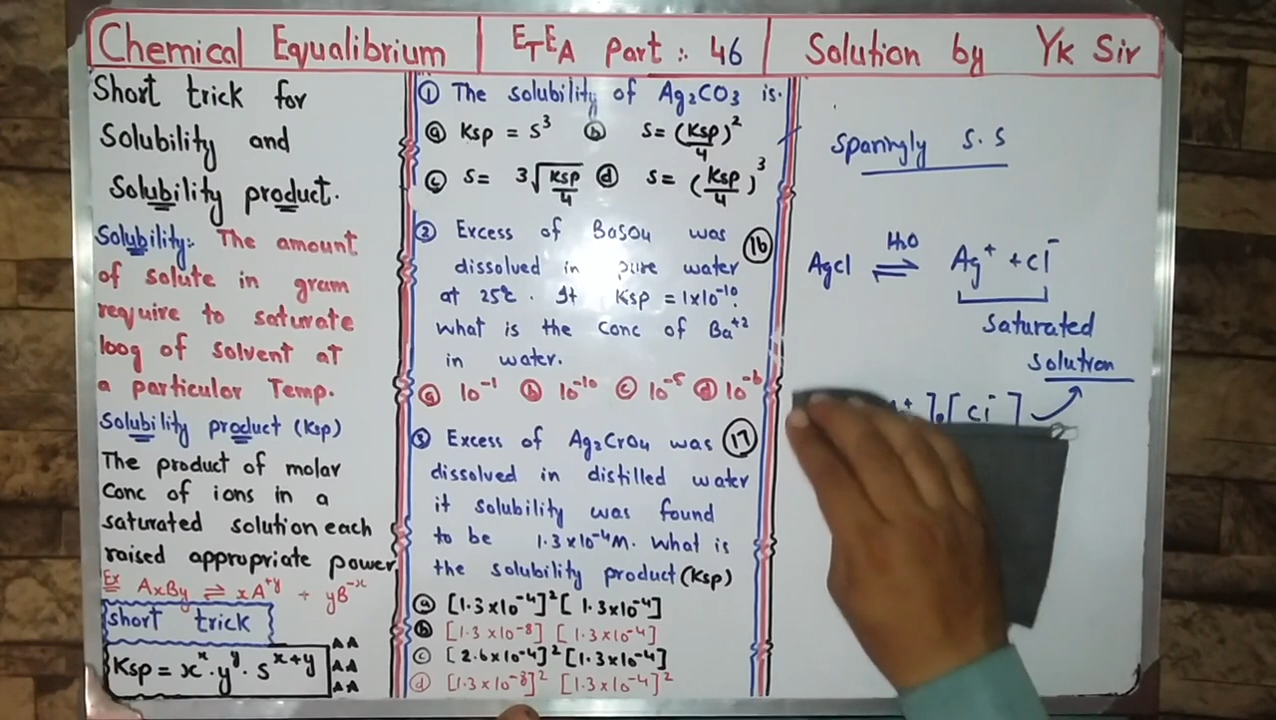 Chemical Equalibrium
ETEA Part :. 46
Solution by Yk Sir
Short trick for
Solubility and
Solubility product.
Solubility:- The amount
of solute in gram
require to saturate
100g of solvent at
a particular Temp.
Solubility product (Ksp)
The product of molar
Conc of ions in a
saturated solution each
raised appropriate power
Ex AxBy ⇌ xA⁺ʸ + yB⁻ˣ
short trick
Ksp = xˣ · yʸ · sˣ⁺ʸ
① The solubility of Ag₂CO3 is.
ⓐ Ksp = S³ ⓑ S = (Ksp/4)²
ⓒ S = 3√Ksp/4 ⓓ S = (Ksp/4)³
② Excess of BaSO4 was ⑯
dissolved in pure water
at 25℃. It Ksp = 1×10⁻¹⁰.
what is the conc of Ba⁺²
in water.
ⓐ 10⁻¹ ⓑ 10⁻¹⁰ ⓒ 10⁻⁵ ⓓ 10⁻⁶
③ Excess of Ag₂CrO4 was ⑰
dissolved in distilled water
it solubility was found
to be 1.3×10⁻⁴M. What is
the solubility product (Ksp)
ⓐ [1.3×10⁻⁴]² [1.3×10⁻⁴]
ⓑ [1.3×10⁻⁸] [1.3×10⁻⁴]
ⓒ [2.6×10⁻⁴]² [1.3×10⁻⁴]
ⓓ [1.3×10⁻⁸]² [1.3×10⁻⁴]²
Sparingly S.S
AgCl ⇌ Ag⁺ + Cl⁻
H₂O
Saturated
solution
⁺].[Cl⁻]